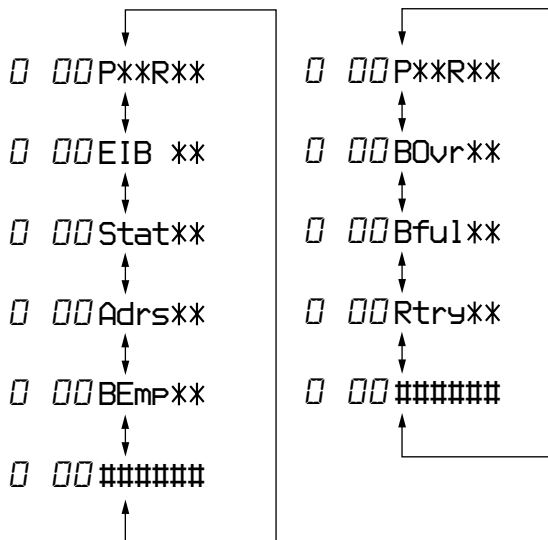 0 00P**R**
0 00EIB **
0 00Stat**
0 00Adrs**
0 00BEmp**
0 00######
0 00P**R**
0 00BOvr**
0 00Bful**
0 00Rtry**
0 00######